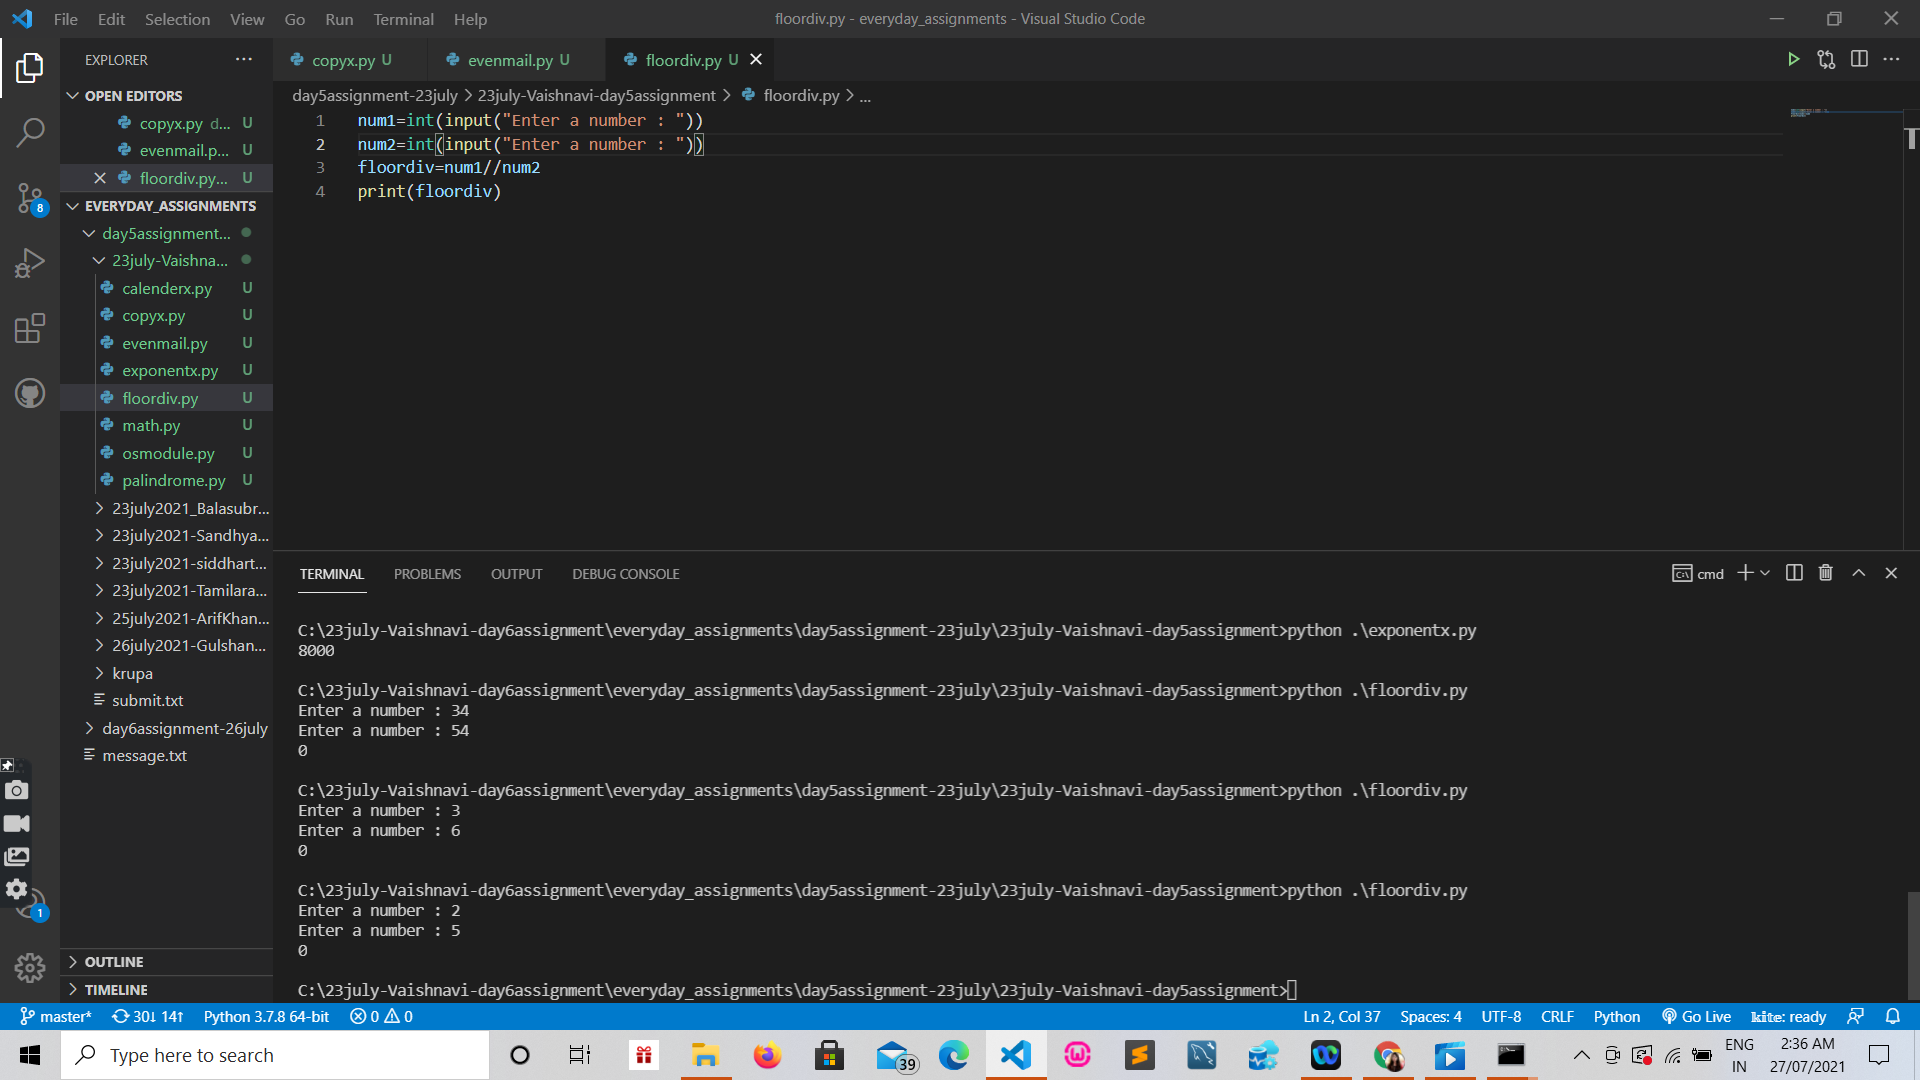 File Edit Selection View Go Run Terminal Help
floordiv.py - everyday_assignments - Visual Studio Code
EXPLORER
OPEN EDITORS
copyx.py d... U
evenmail.p... U
floordiv.py... U
EVERYDAY_ASSIGNMENTS
day5assignment...
23july-Vaishna...
calenderx.py U
copyx.py U
evenmail.py U
exponentx.py U
floordiv.py U
math.py U
osmodule.py U
palindrome.py U
23july2021_Balasubr...
23july2021-Sandhya...
23july2021-siddhart...
23july2021-Tamilara...
25july2021-ArifKhan...
26july2021-Gulshan...
krupa
submit.txt
day6assignment-26july
message.txt
OUTLINE
TIMELINE
8
1
copyx.py U evenmail.py U floordiv.py U
day5assignment-23july > 23july-Vaishnavi-day5assignment > floordiv.py > ...
1 num1=int(input("Enter a number : "))
2 num2=int(input("Enter a number : "))
3 floordiv=num1//num2
4 print(floordiv)
TERMINAL PROBLEMS OUTPUT DEBUG CONSOLE
cmd
C:\23july-Vaishnavi-day6assignment\everyday_assignments\day5assignment-23july\23july-Vaishnavi-day5assignment>python .\exponentx.py
8000
C:\23july-Vaishnavi-day6assignment\everyday_assignments\day5assignment-23july\23july-Vaishnavi-day5assignment>python .\floordiv.py
Enter a number : 34
Enter a number : 54
0
C:\23july-Vaishnavi-day6assignment\everyday_assignments\day5assignment-23july\23july-Vaishnavi-day5assignment>python .\floordiv.py
Enter a number : 3
Enter a number : 6
0
C:\23july-Vaishnavi-day6assignment\everyday_assignments\day5assignment-23july\23july-Vaishnavi-day5assignment>python .\floordiv.py
Enter a number : 2
Enter a number : 5
0
C:\23july-Vaishnavi-day6assignment\everyday_assignments\day5assignment-23july\23july-Vaishnavi-day5assignment>
master* 30↓ 14↑ Python 3.7.8 64-bit 0 0
Ln 2, Col 37 Spaces: 4 UTF-8 CRLF Python Go Live kite: ready
Type here to search
39
ENG
IN
2:36 AM
27/07/2021